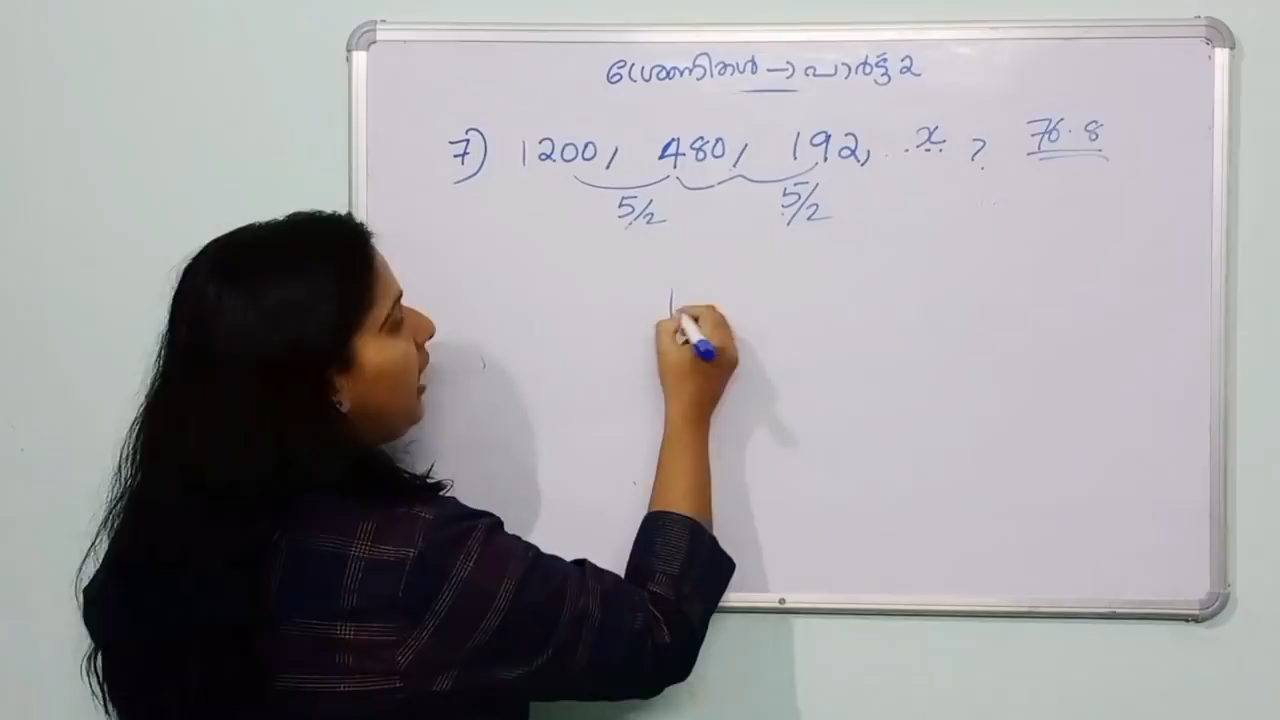 ശ്രേണികൾ → പാർട്ട് 2
7) 1200, 480, 192, ..x.. ? 76.8
5/2 5/2